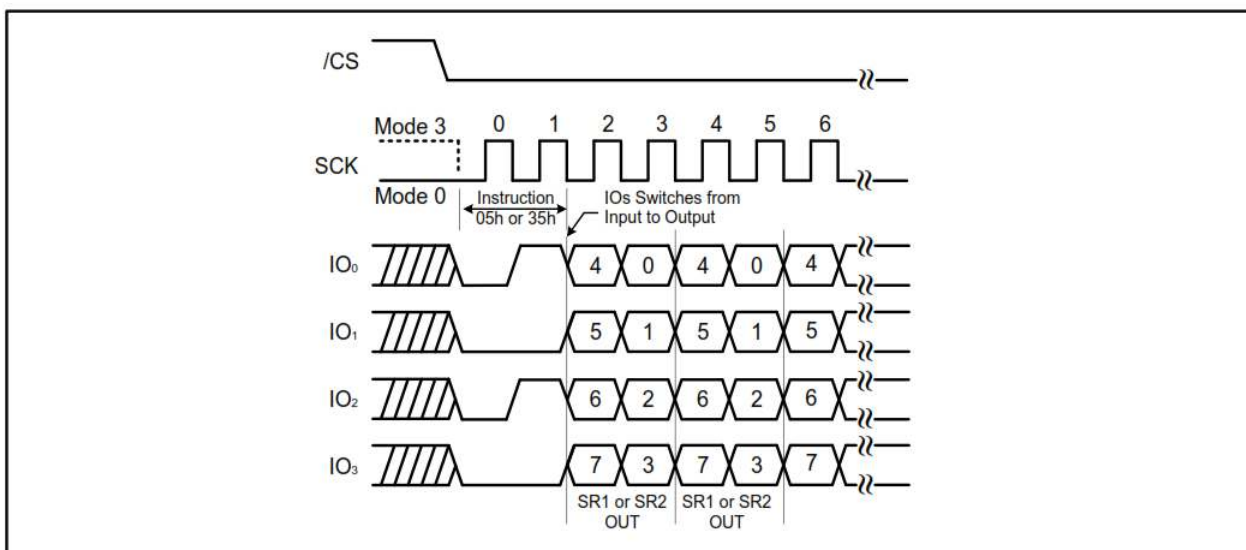 /CS
Mode 3 0 1 2 3 4 5 6
SCK
Mode 0
Instruction
05h or 35h
IOs Switches from
Input to Output
IO₀ 4 0 4 0 4
IO₁ 5 1 5 1 5
IO₂ 6 2 6 2 6
IO₃ 7 3 7 3 7
SR1 or SR2 SR1 or SR2
OUT OUT